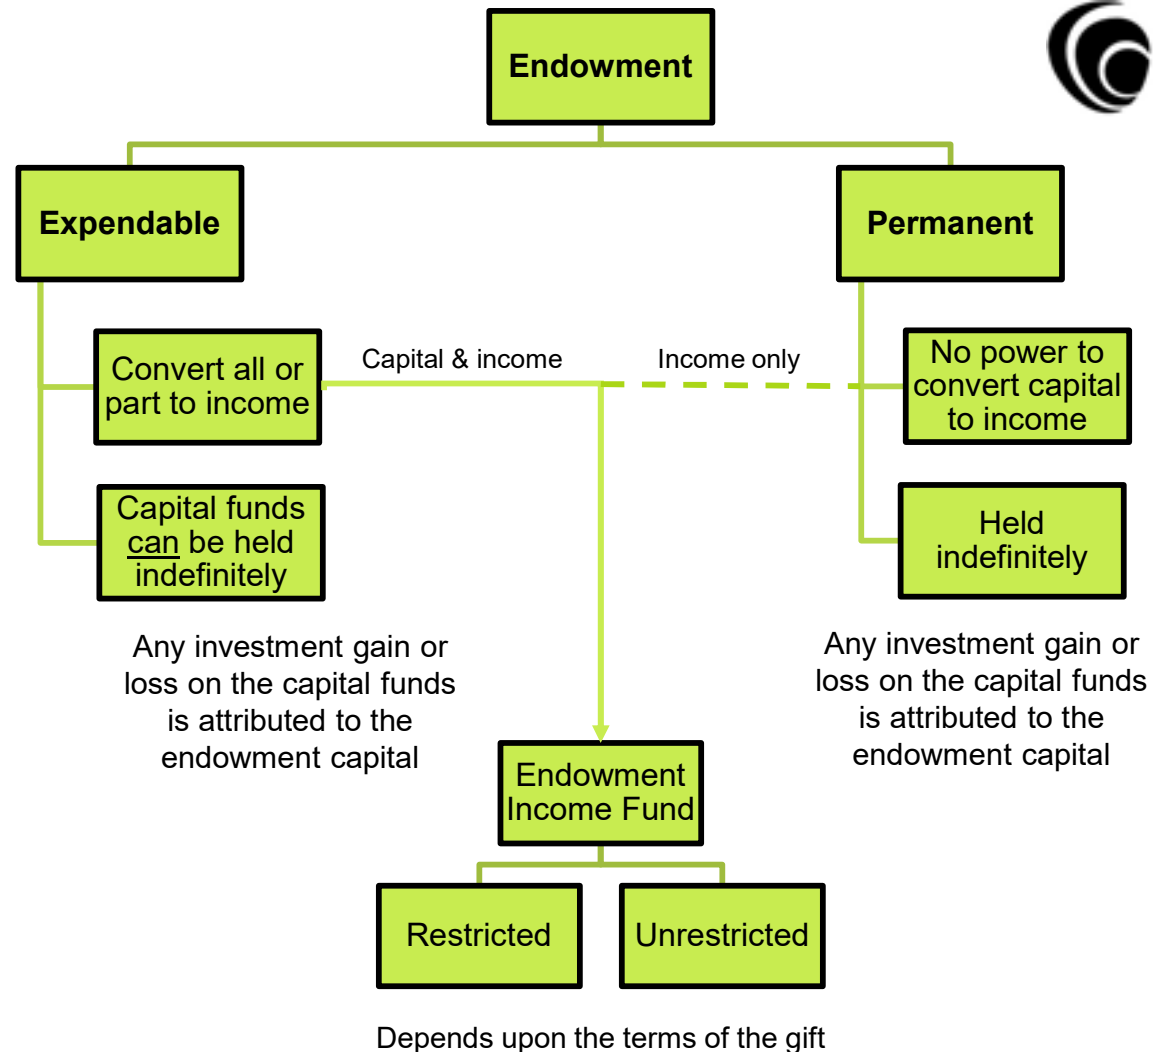 Endowment
Expendable
Permanent
Convert all or
part to income
Capital & income
Income only
No power to
convert capital
to income
Capital funds
can be held
indefinitely
Held
indefinitely
Any investment gain or
loss on the capital funds
is attributed to the
endowment capital
Any investment gain or
loss on the capital funds
is attributed to the
endowment capital
Endowment
Income Fund
Restricted
Unrestricted
Depends upon the terms of the gift